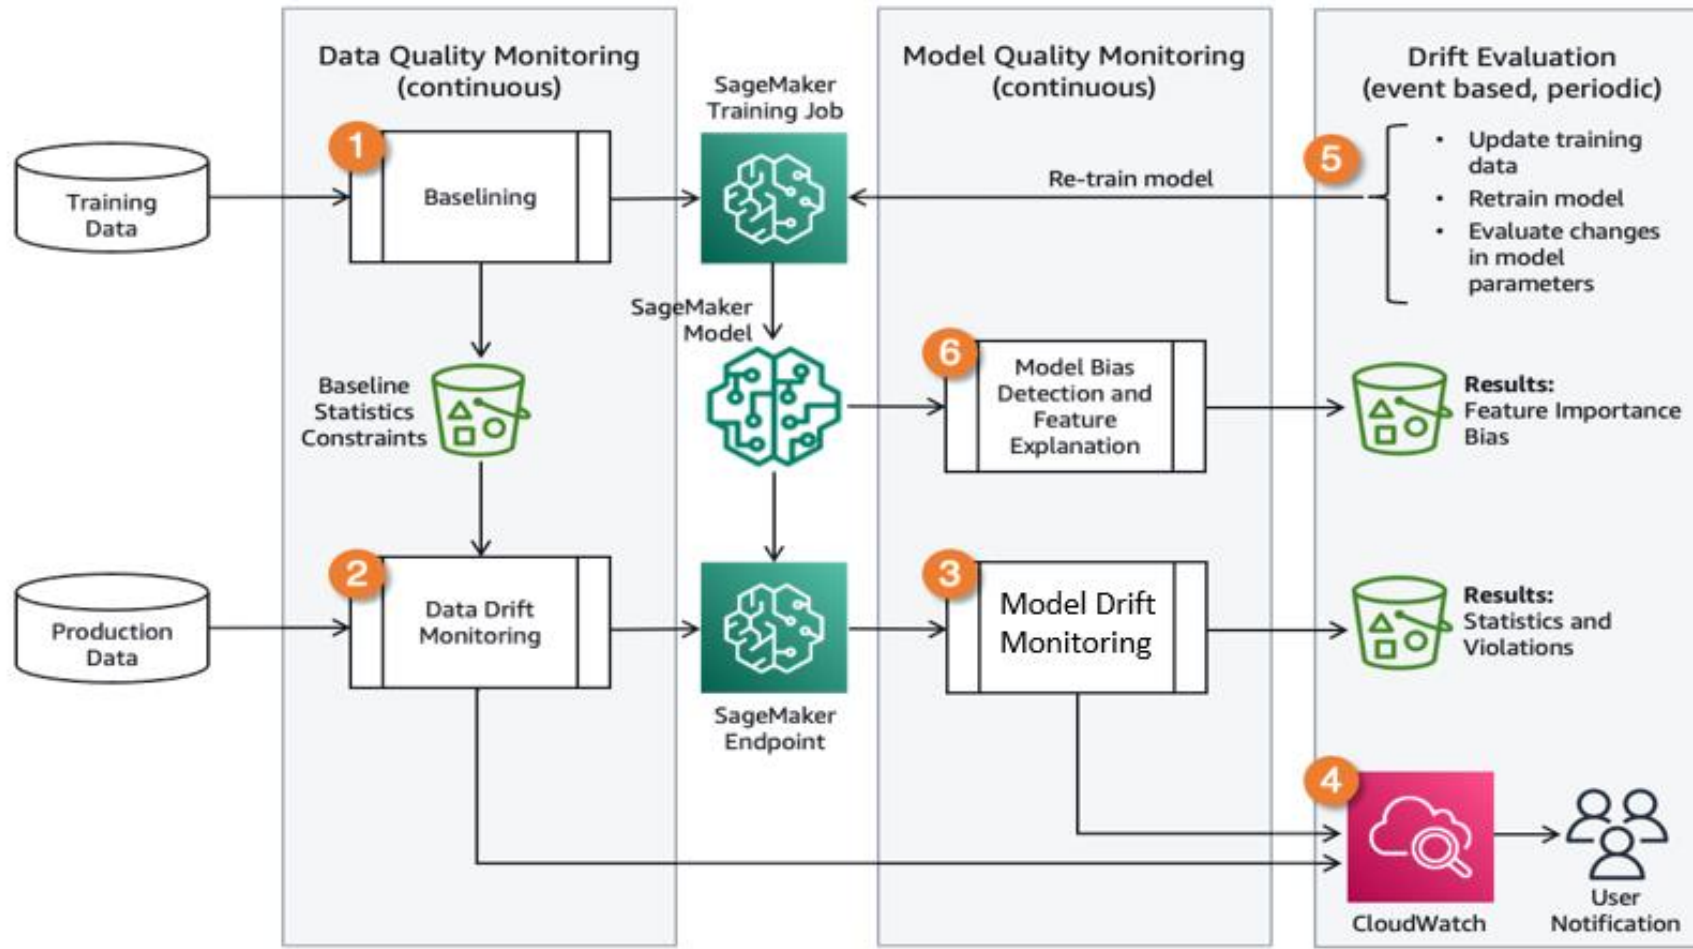 Data Quality Monitoring
(continuous)
SageMaker
Training Job
Model Quality Monitoring
(continuous)
Drift Evaluation
(event based, periodic)
1
Training
Data
Baselining
Re-train model
5
• Update training
data
• Retrain model
• Evaluate changes
in model
parameters
SageMaker
Model
Baseline
Statistics
Constraints
6
Model Bias
Detection and
Feature
Explanation
Results:
Feature Importance
Bias
2
Production
Data
Data Drift
Monitoring
SageMaker
Endpoint
3
Model Drift
Monitoring
Results:
Statistics and
Violations
4
CloudWatch
User
Notification